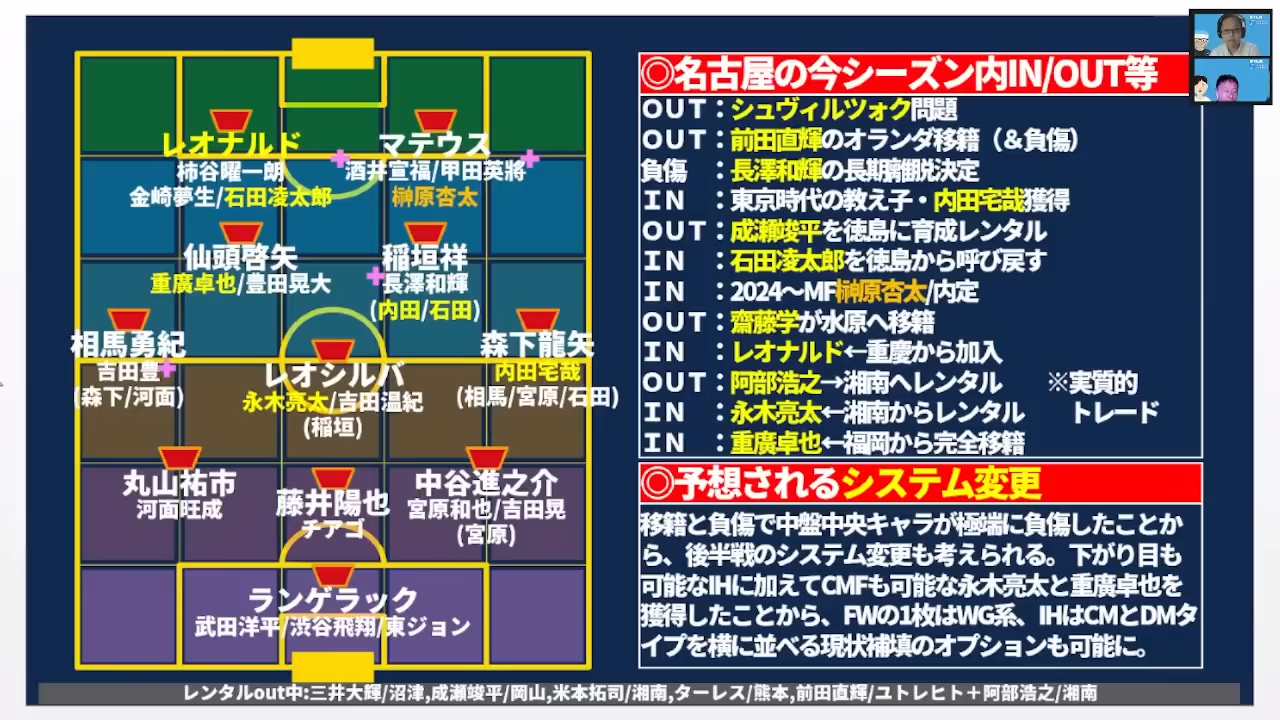 ◎名古屋の今シーズン内IN/OUT等
OUT:シュヴィルツォク問題
OUT:前田直輝のオランダ移籍(&負傷)
負傷 :長澤和輝の長期離脱決定
IN :東京時代の教え子・内田宅哉獲得
OUT:成瀬竣平を徳島に育成レンタル
IN :石田凌太郎を徳島から呼び戻す
IN :2024〜MF榊原杏太/内定
OUT:齋藤学が水原へ移籍
IN :レオナルド←重慶から加入
OUT:阿部浩之→湘南へレンタル ※実質的
IN :永木亮太←湘南からレンタル トレード
IN :重廣卓也←福岡から完全移籍
◎予想されるシステム変更
移籍と負傷で中盤中央キャラが極端に負傷したことか
ら、後半戦のシステム変更も考えられる。下がり目も
可能なIHに加えてCMFも可能な永木亮太と重廣卓也を
獲得したことから、FWの1枚はWG系、IHはCMとDMタ
イプを横に並べる現状補填のオプションも可能に。
レオナルド マテウス
柿谷曜一朗 酒井宣福/甲田英將
金崎夢生/石田凌太郎 榊原杏太
仙頭啓矢 稲垣祥
重廣卓也/豊田晃大 長澤和輝
(内田/石田)
相馬勇紀 森下龍矢
吉田豊 レオシルバ 内田宅哉
(森下/河面) 永木亮太/吉田温紀 (相馬/宮原/石田)
(稲垣)
丸山祐市 藤井陽也 中谷進之介
河面旺成 チアゴ 宮原和也/吉田晃
(宮原)
ランゲラック
武田洋平/渋谷飛翔/東ジョン
レンタルout中:三井大輝/沼津,成瀬竣平/岡山,米本拓司/湘南,ターレス/熊本,前田直輝/ユトレヒト+阿部浩之/湘南